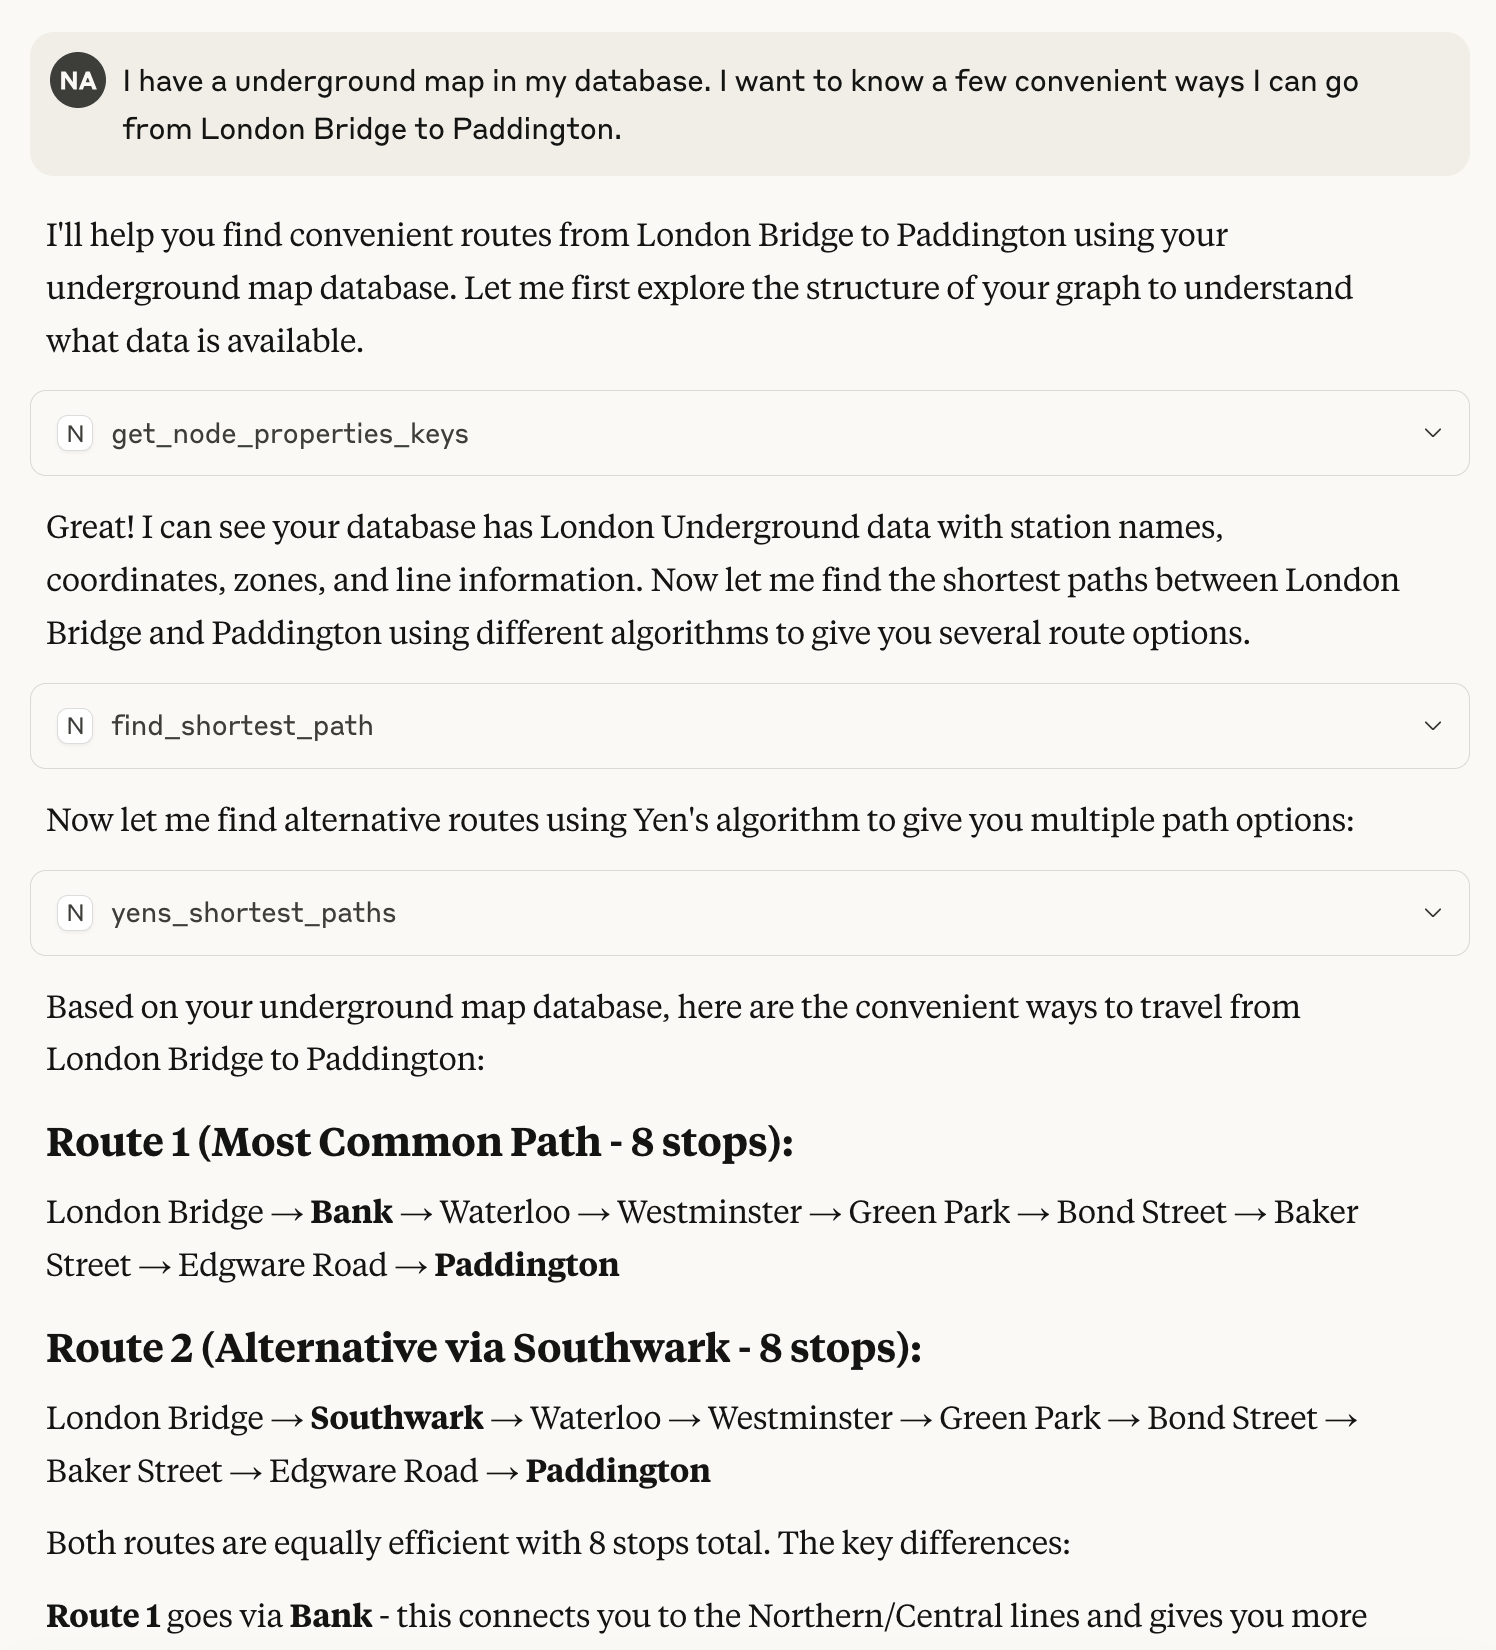 NA
I have a underground map in my database. I want to know a few convenient ways I can go
from London Bridge to Paddington.
I'll help you find convenient routes from London Bridge to Paddington using your
underground map database. Let me first explore the structure of your graph to understand
what data is available.
N get_node_properties_keys
Great! I can see your database has London Underground data with station names,
coordinates, zones, and line information. Now let me find the shortest paths between London
Bridge and Paddington using different algorithms to give you several route options.
N find_shortest_path
Now let me find alternative routes using Yen's algorithm to give you multiple path options:
N yens_shortest_paths
Based on your underground map database, here are the convenient ways to travel from
London Bridge to Paddington:
Route 1 (Most Common Path - 8 stops):
London Bridge → Bank → Waterloo → Westminster → Green Park → Bond Street → Baker
Street → Edgware Road → Paddington
Route 2 (Alternative via Southwark - 8 stops):
London Bridge → Southwark → Waterloo → Westminster → Green Park → Bond Street →
Baker Street → Edgware Road → Paddington
Both routes are equally efficient with 8 stops total. The key differences:
Route 1 goes via Bank - this connects you to the Northern/Central lines and gives you more